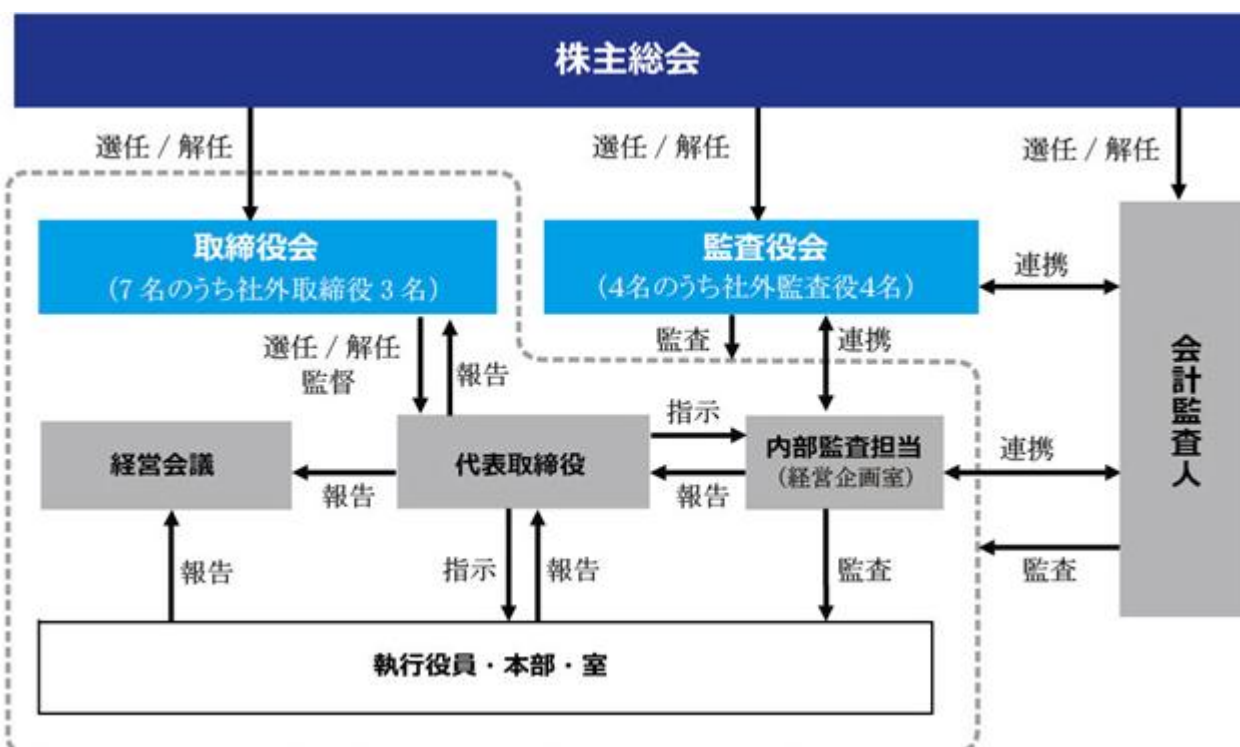 株主総会
選任 / 解任
選任 / 解任
選任 / 解任
取締役会
(7 名のうち社外取締役 3 名)
監査役会
(4名のうち社外監査役4名)
連携
選任 / 解任
監督
報告
監査
連携
会計監査人
経営会議
報告
代表取締役
指示
報告
内部監査担当
(経営企画室)
連携
報告
指示
報告
監査
監査
執行役員・本部・室